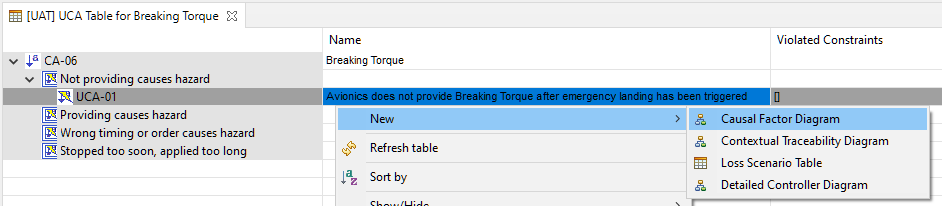 [UAT] UCA Table for Breaking Torque
Name Violated Constraints
CA-06 Breaking Torque
Not providing causes hazard
UCA-01 Avionics does not provide Breaking Torque after emergency landing has been triggered []
Providing causes hazard
Wrong timing or order causes hazard
Stopped too soon, applied too long
New
Refresh table
Sort by
Show/Hide
Causal Factor Diagram
Contextual Traceability Diagram
Loss Scenario Table
Detailed Controller Diagram